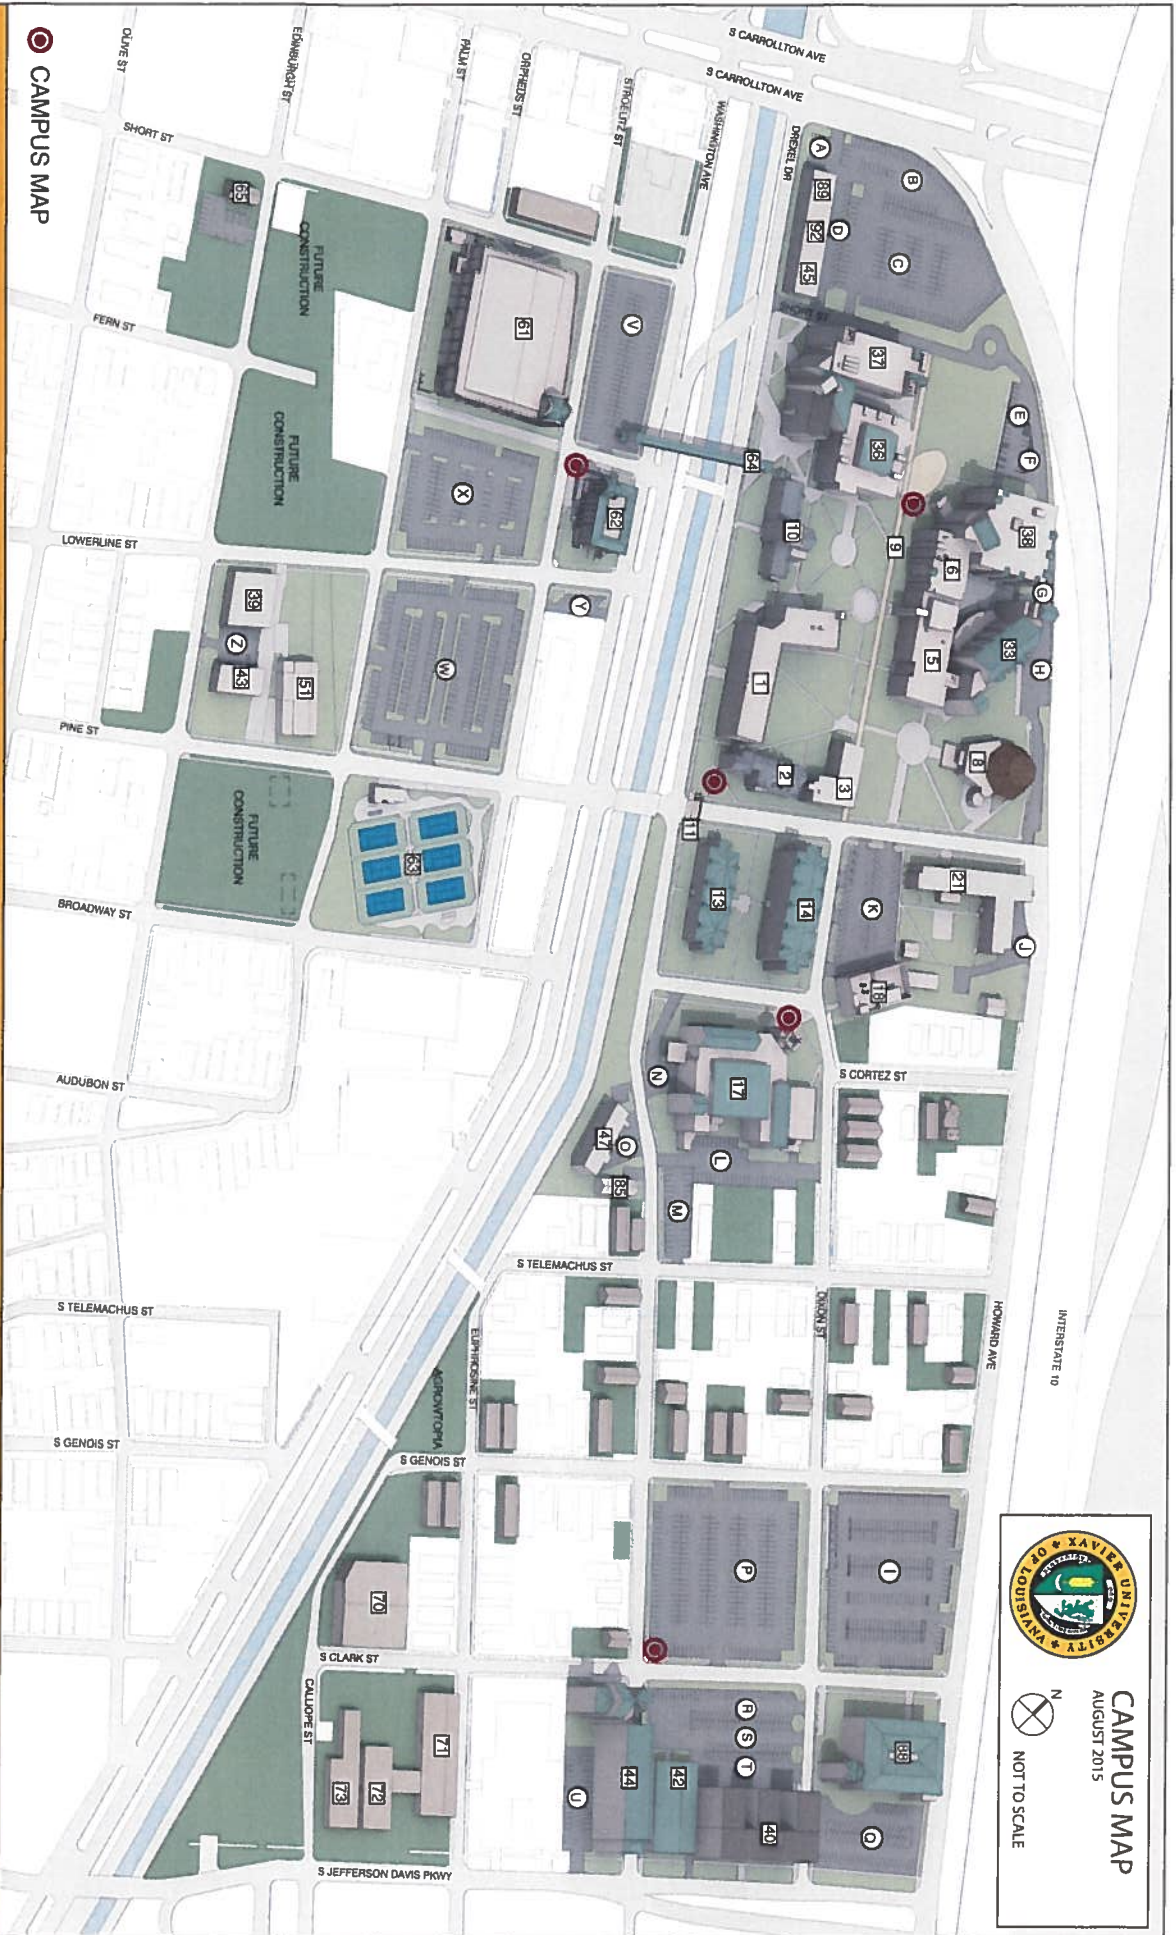 CAMPUS MAP
AUGUST 2015
N
NOT TO SCALE
XAVIER UNIVERSITY
OF LOUISIANA
CAMPUS MAP
S CARROLLTON AVE
S CARROLLTON AVE
OLIVE ST
EDINBURGH ST
PALM ST
ORPHEUS ST
STROELITZ ST
WASHINGTON AVE
DREXEL DR
SHORT ST
SHORT ST
FERN ST
LOWERLINE ST
PINE ST
BROADWAY ST
AUDUBON ST
S CORTEZ ST
S TELEMACHUS ST
S TELEMACHUS ST
DIXON ST
HOWARD AVE
INTERSTATE 10
EUPHROSINE ST
AGROWTOPIA
S GENOIS ST
S GENOIS ST
S CLARK ST
CALLIOPE ST
S JEFFERSON DAVIS PKWY
FUTURE
CONSTRUCTION
FUTURE
CONSTRUCTION
FUTURE
CONSTRUCTION
A
B
89
92
D
C
45
65
61
V
37
E
36
F
64
X
62
10
9
38
6
G
39
Y
33
Z
43
51
W
1
5
H
2
3
8
11
63
13
14
K
21
J
18
17
N
47
O
L
85
M
P
I
70
R
S
T
88
71
72
73
44
42
U
40
Q